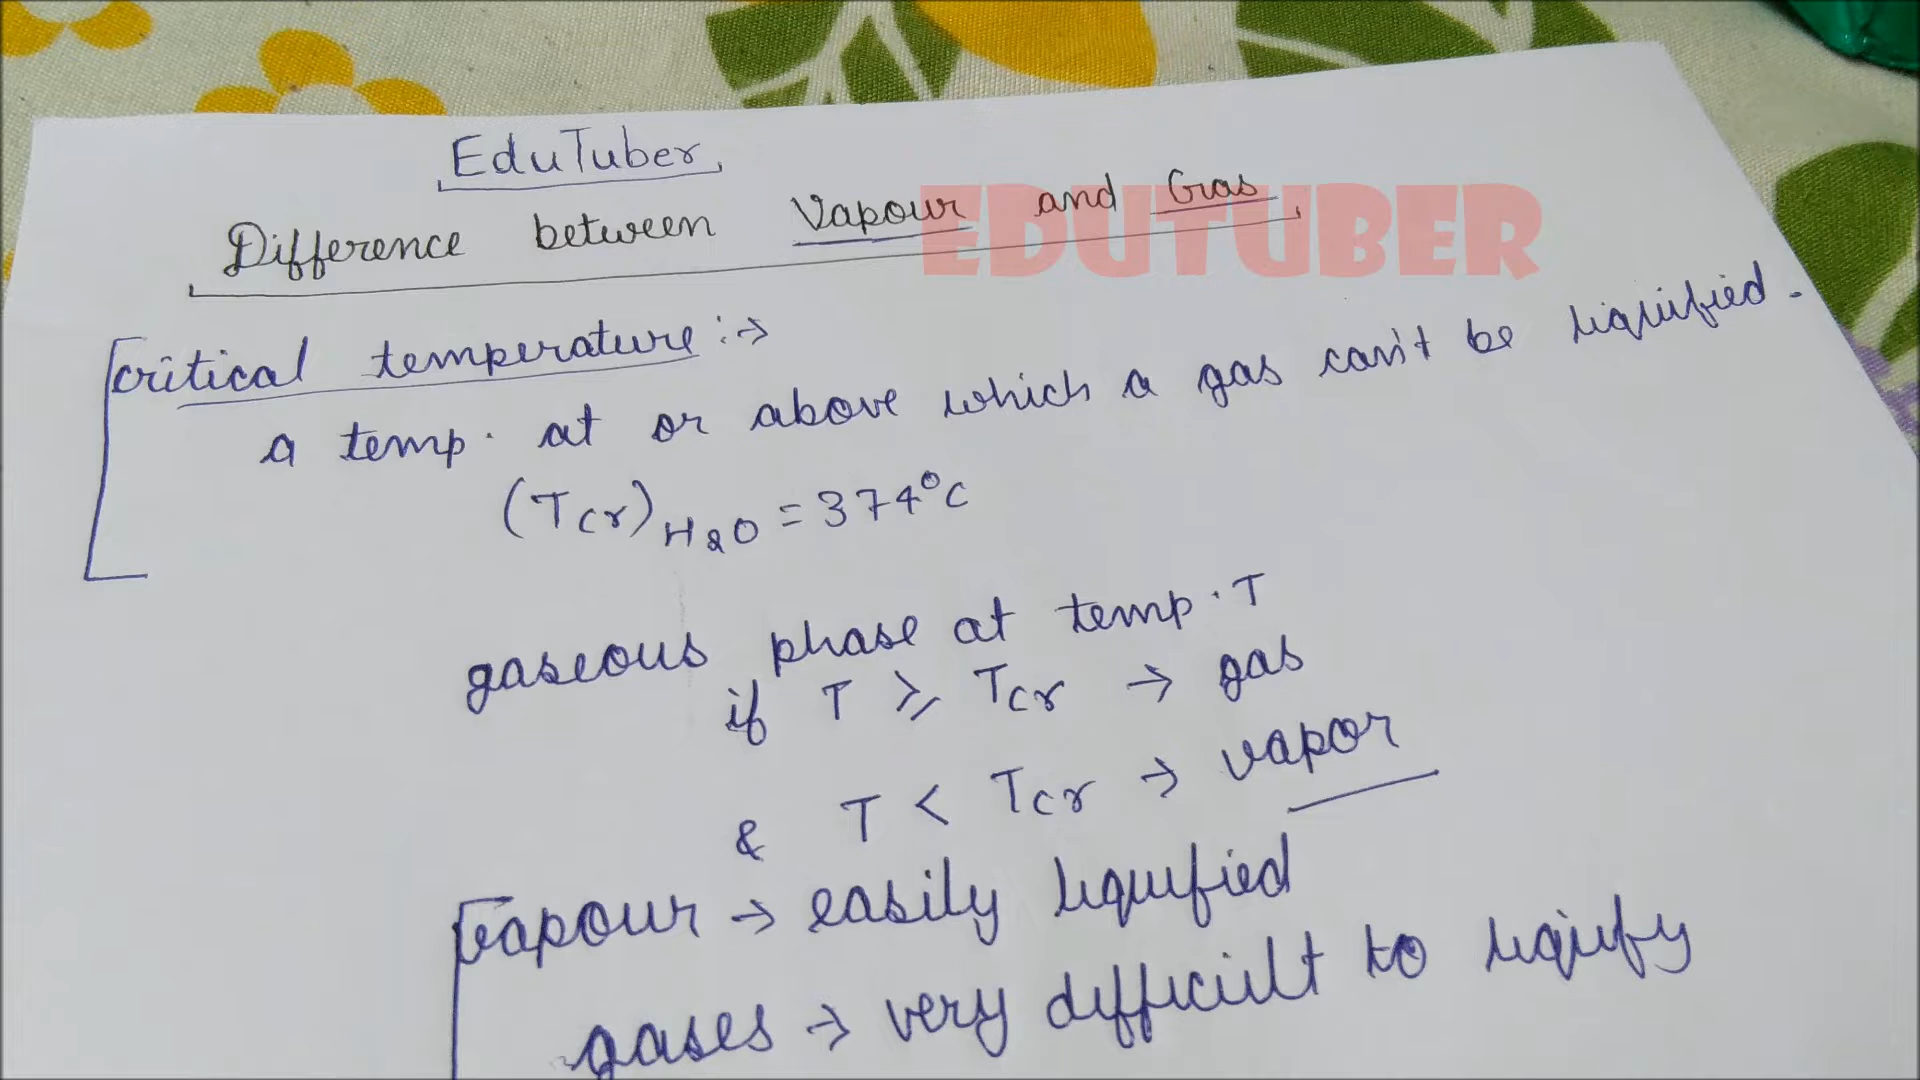 EduTuber
Difference between Vapour and Gas
EDUTUBER
critical temperature :→
a temp. at or above which a gas can't be liquified.
(Tcr)H2O = 374°C
gaseous phase at temp. T
if T ≥ Tcr → gas
& T < Tcr → vapor
Vapour → easily liquified
gases → very difficult to liquify